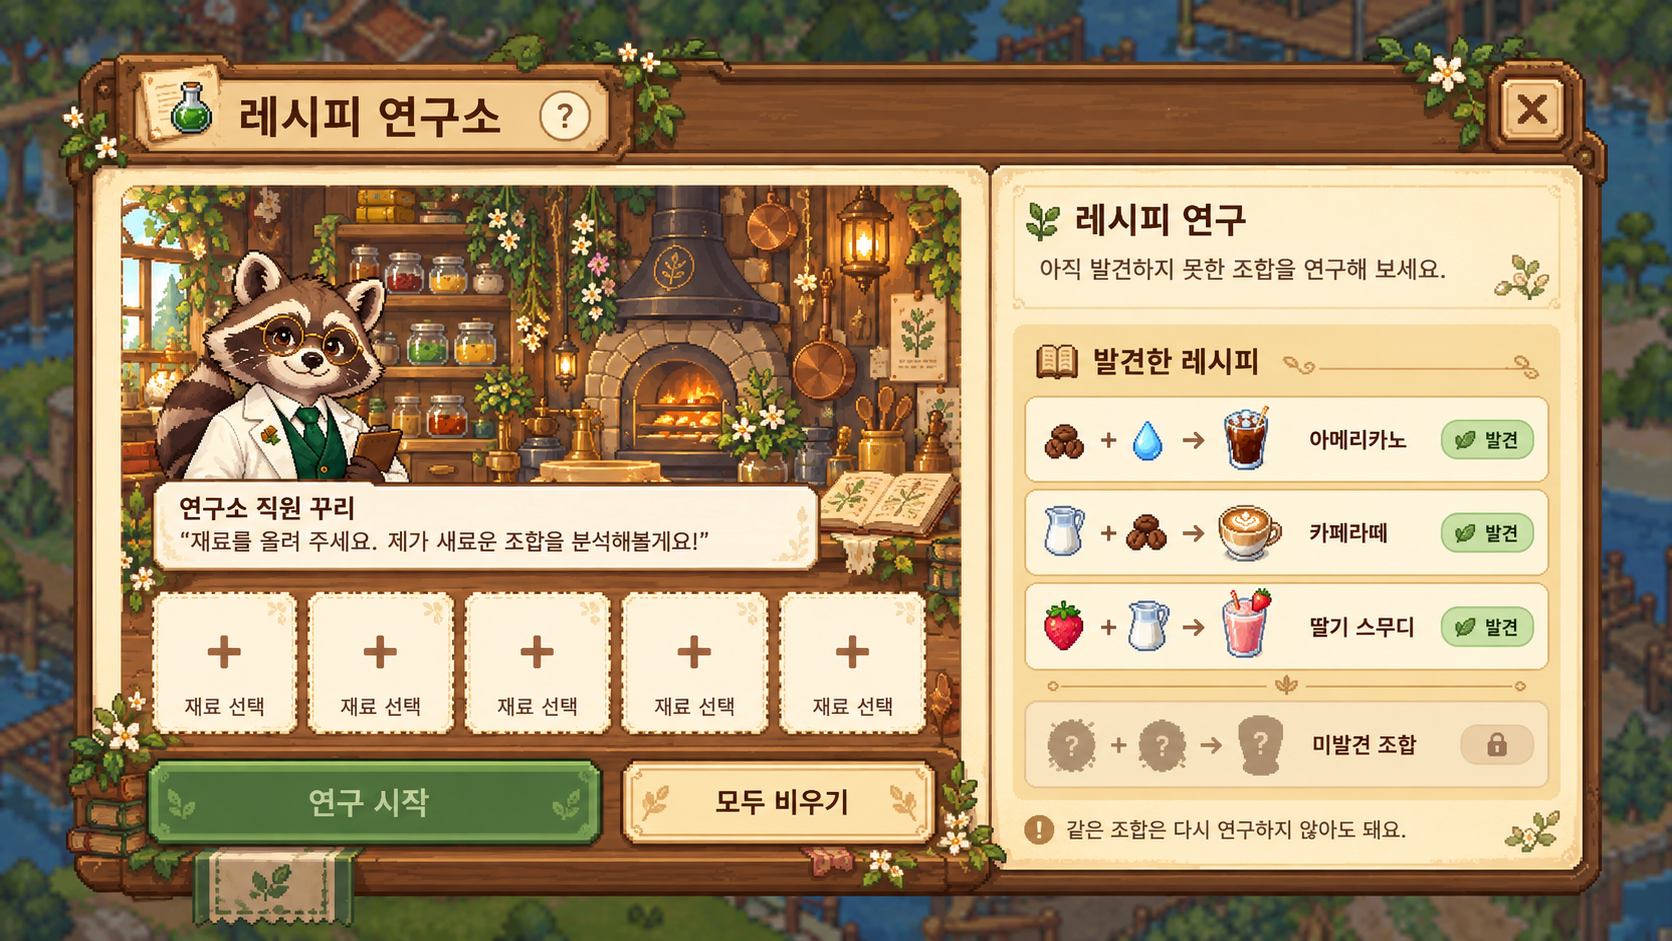 레시피 연구소 ?
연구소 직원 꾸리
“재료를 올려 주세요. 제가 새로운 조합을 분석해볼게요!”
+ + + + +
재료 선택 재료 선택 재료 선택 재료 선택 재료 선택
연구 시작 모두 비우기
레시피 연구
아직 발견하지 못한 조합을 연구해 보세요.
발견한 레시피
+ → 아메리카노 발견
+ → 카페라떼 발견
+ → 딸기 스무디 발견
? + ? → ? 미발견 조합
! 같은 조합은 다시 연구하지 않아도 돼요.